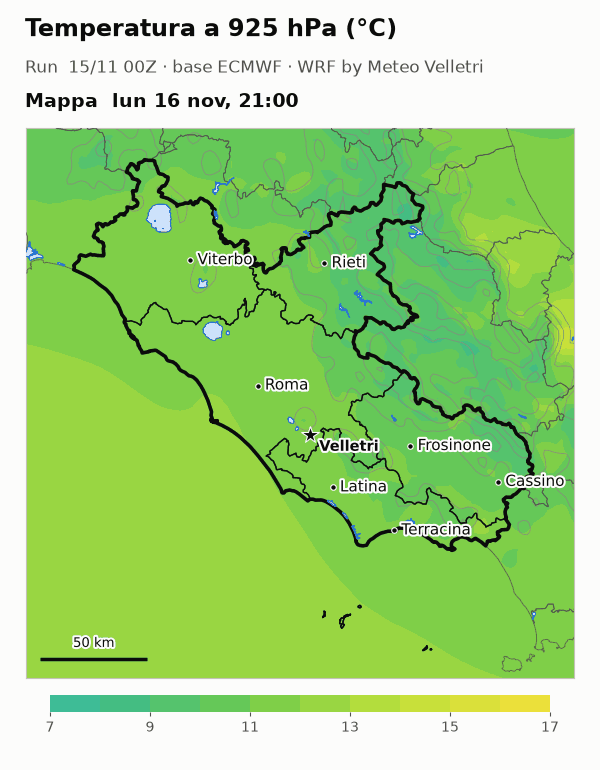 Temperatura a 925 hPa (°C)
Run  15/11 00Z · base ECMWF · WRF by Meteo Velletri
Mappa  lun 16 nov, 21:00
Viterbo
Rieti
Roma
Velletri
Frosinone
Latina
Cassino
Terracina
50 km
7 9 11 13 15 17